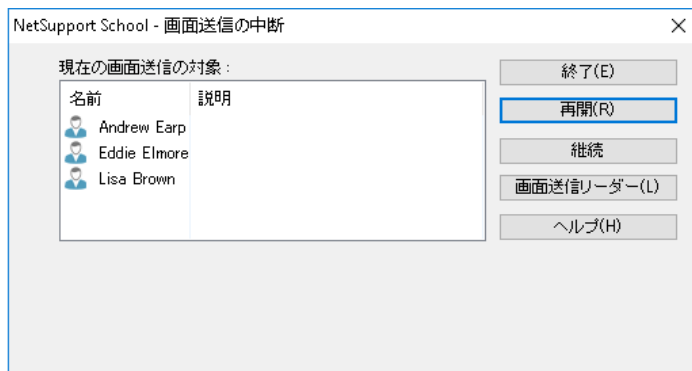 NetSupport School - 画面送信の中断
現在の画面送信の対象：
名前 説明
Andrew Earp
Eddie Elmore
Lisa Brown
終了(E)
再開(R)
継続
画面送信リーダー(L)
ヘルプ(H)